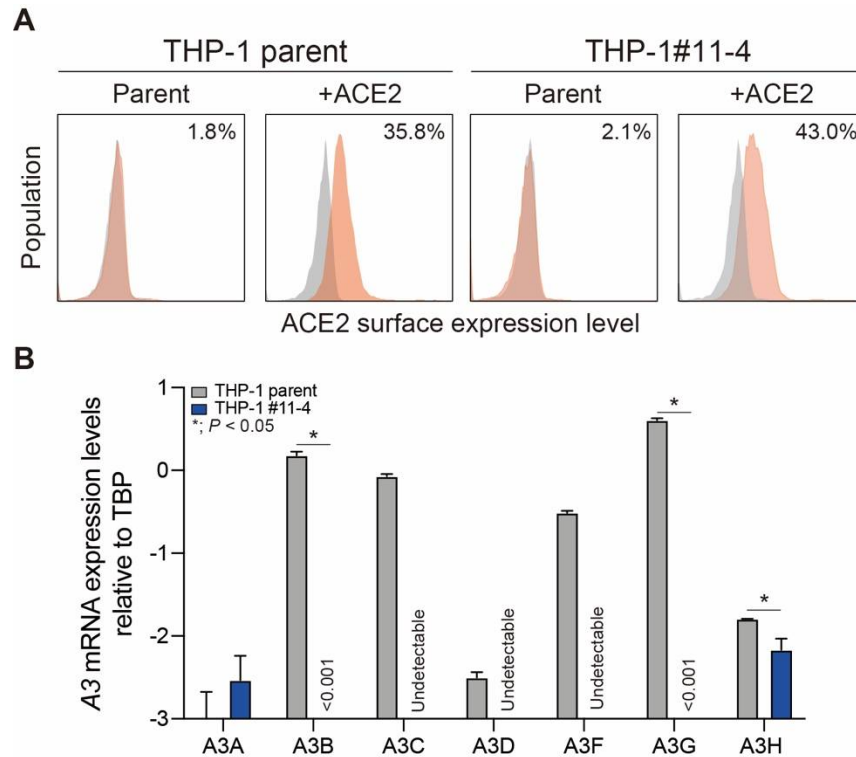 A
THP-1 parent
THP-1#11-4
Parent
+ACE2
Parent
+ACE2
1.8%
35.8%
2.1%
43.0%
Population
ACE2 surface expression level
B
A3 mRNA expression levels
relative to TBP
1
0
-1
-2
-3
THP-1 parent
THP-1 #11-4
*; P < 0.05
*
<0.001
Undetectable
Undetectable
Undetectable
*
<0.001
*
A3A
A3B
A3C
A3D
A3F
A3G
A3H